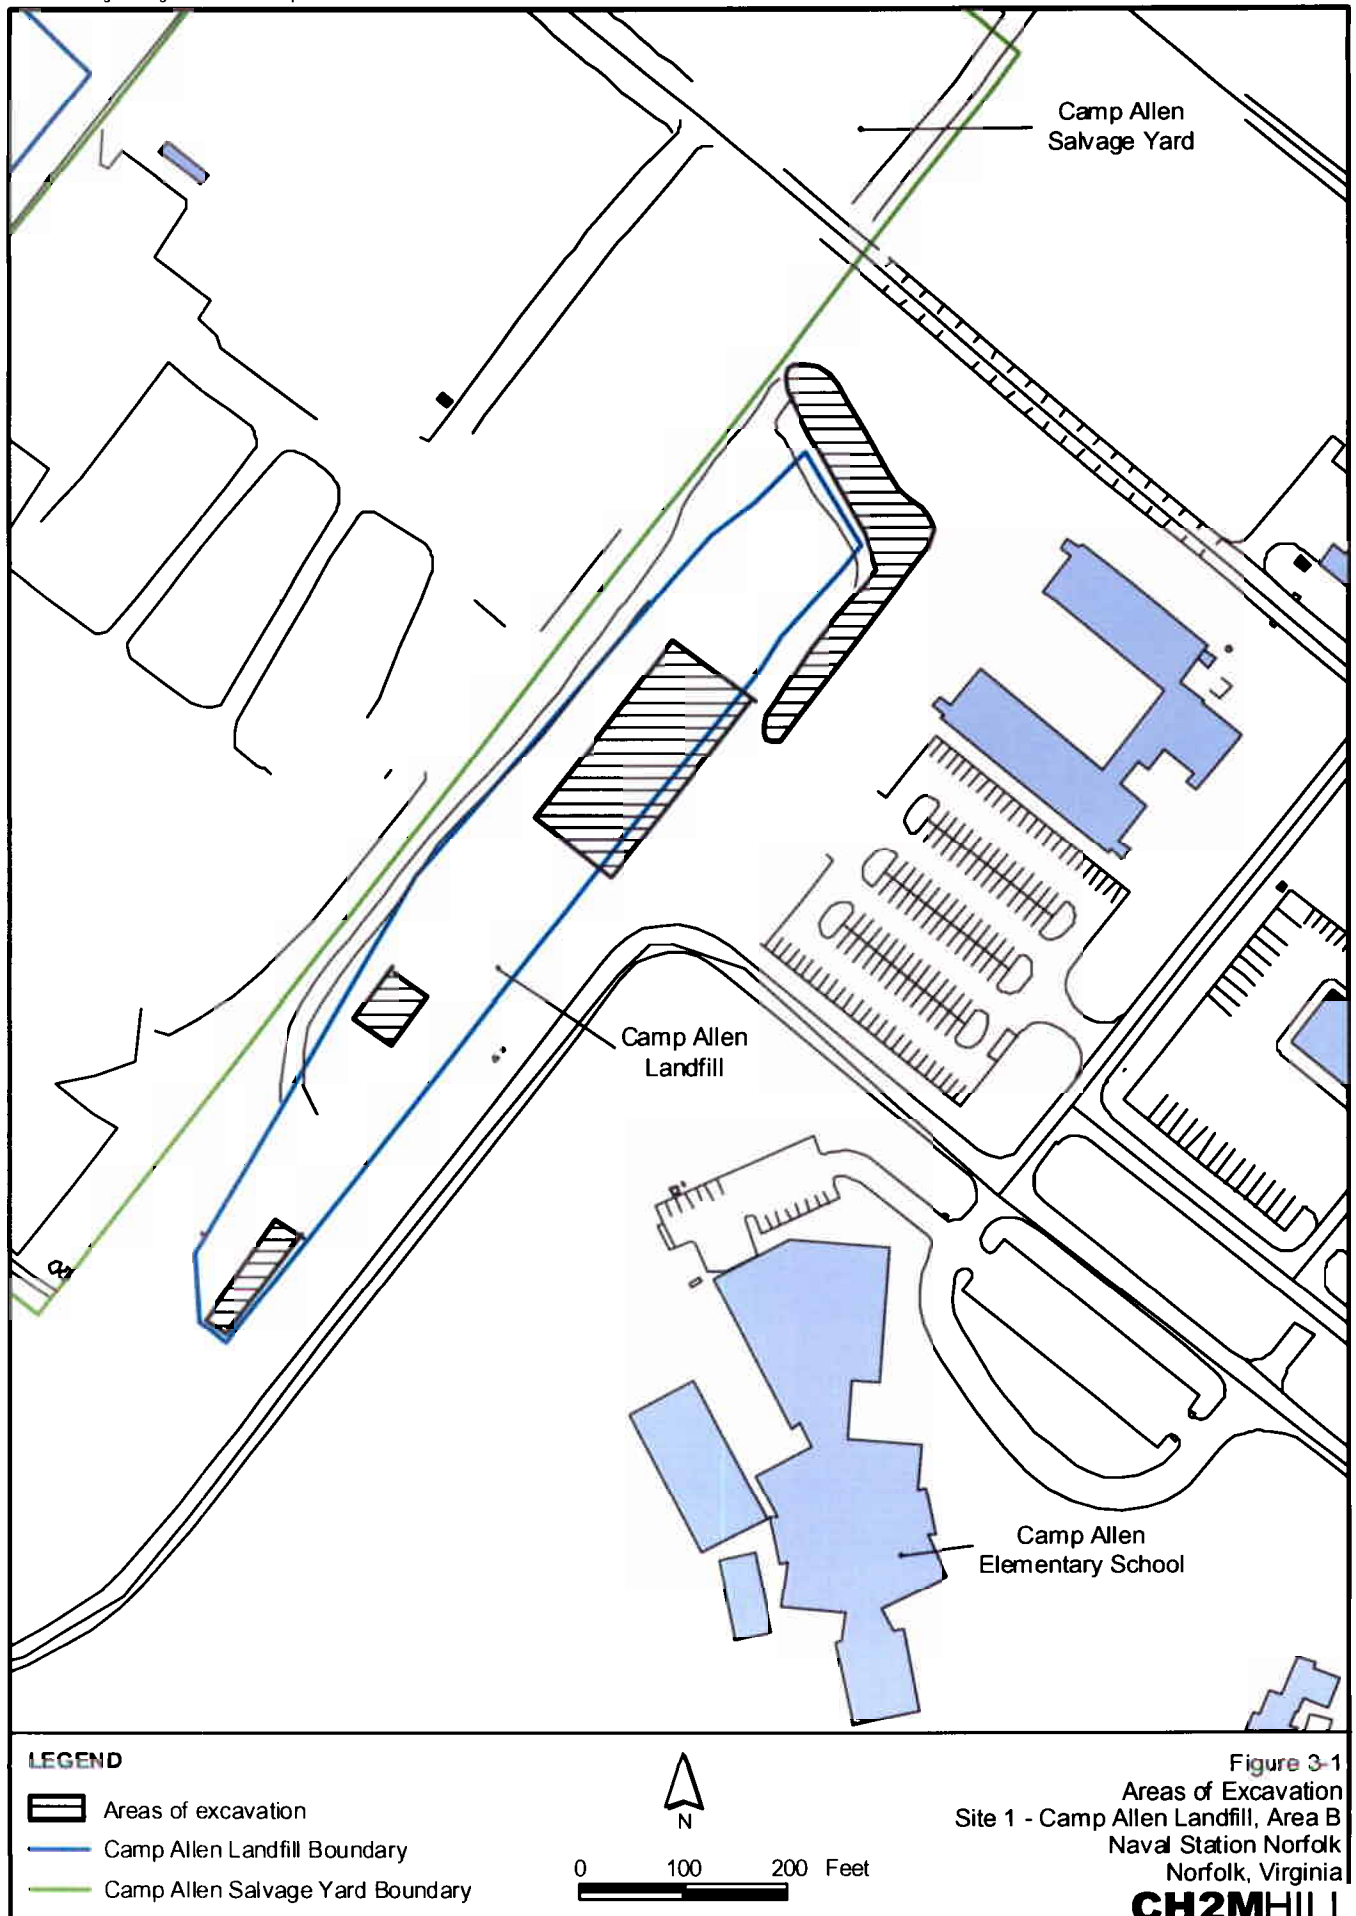 Camp Allen
Salvage Yard
Camp Allen
Landfill
Camp Allen
Elementary School
LEGEND
Areas of excavation
Camp Allen Landfill Boundary
Camp Allen Salvage Yard Boundary
N
0 100 200 Feet
Figure 3-1
Areas of Excavation
Site 1 - Camp Allen Landfill, Area B
Naval Station Norfolk
Norfolk, Virginia
CH2MHILL